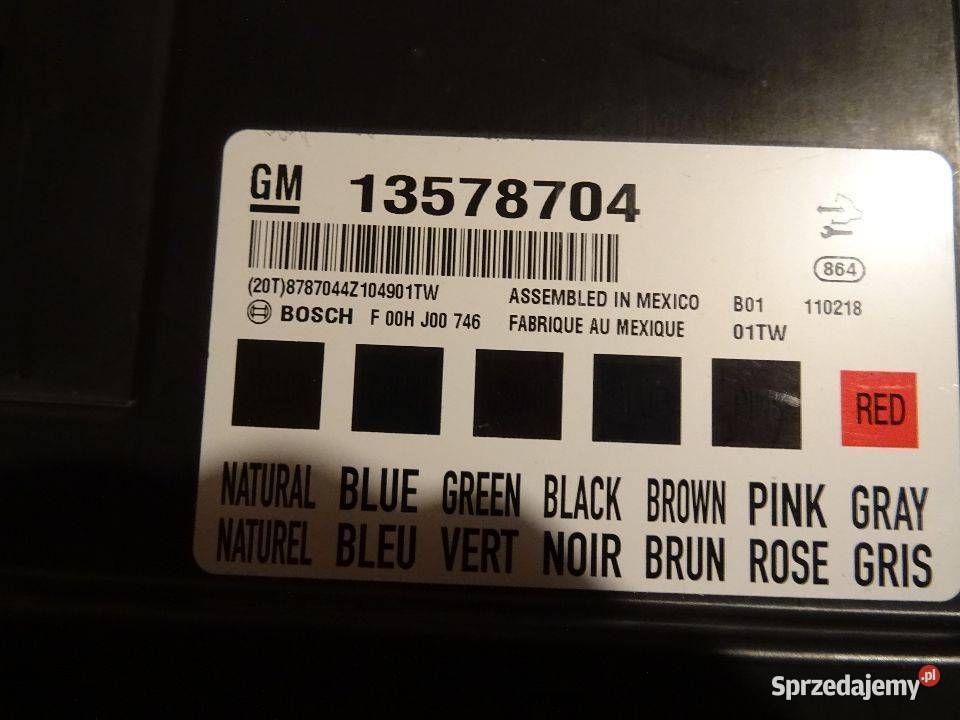 GM 13578704
864
(20T)8787044Z104901TW
ASSEMBLED IN MEXICO B01 110218
BOSCH F 00H J00 746
FABRIQUE AU MEXIQUE 01TW
RED
NATURAL BLUE GREEN BLACK BROWN PINK GRAY
NATUREL BLEU VERT NOIR BRUN ROSE GRIS
Sprzedajemy.pl